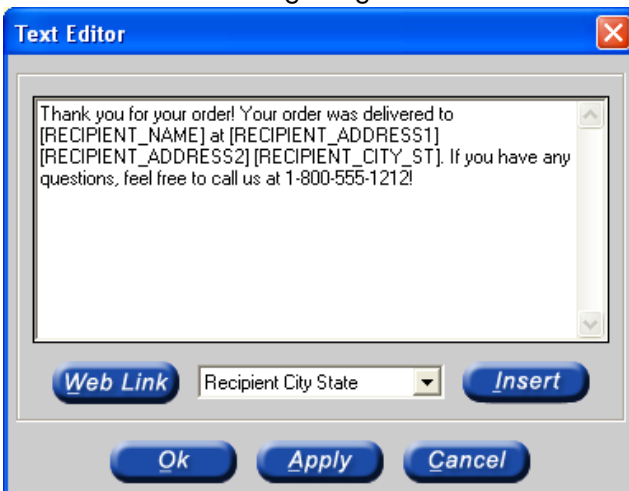 Text Editor
Thank you for your order! Your order was delivered to
[RECIPIENT_NAME] at [RECIPIENT_ADDRESS1]
[RECIPIENT_ADDRESS2] [RECIPIENT_CITY_ST]. If you have any
questions, feel free to call us at 1-800-555-1212!
Web Link Recipient City State Insert
Ok Apply Cancel